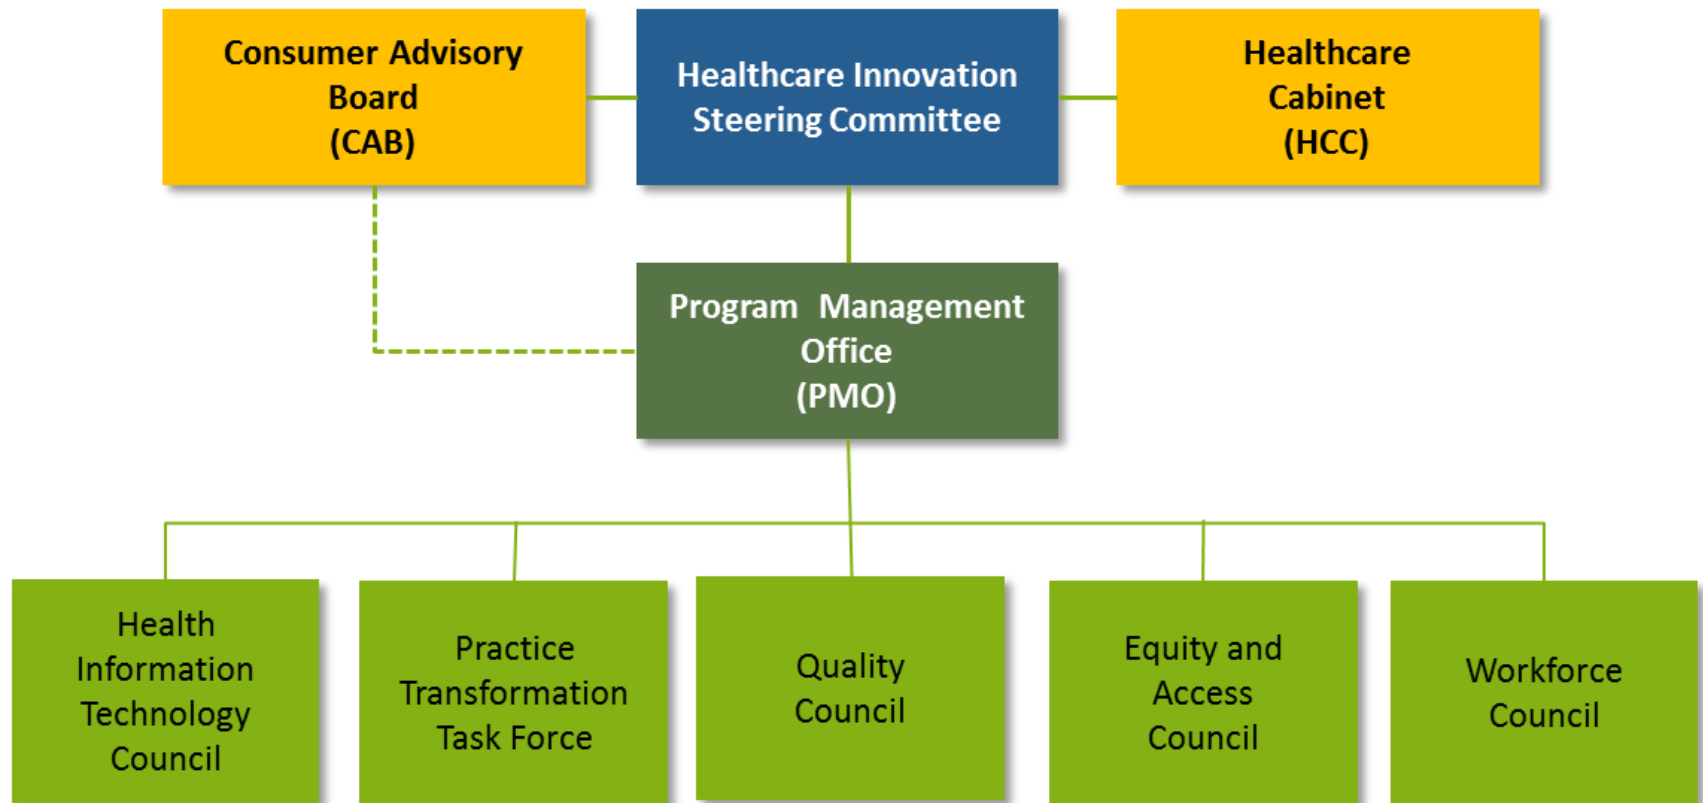 Consumer Advisory
Board
(CAB)
Healthcare Innovation
Steering Committee
Healthcare
Cabinet
(HCC)
Program Management
Office
(PMO)
Health
Information
Technology
Council
Practice
Transformation
Task Force
Quality
Council
Equity and
Access
Council
Workforce
Council